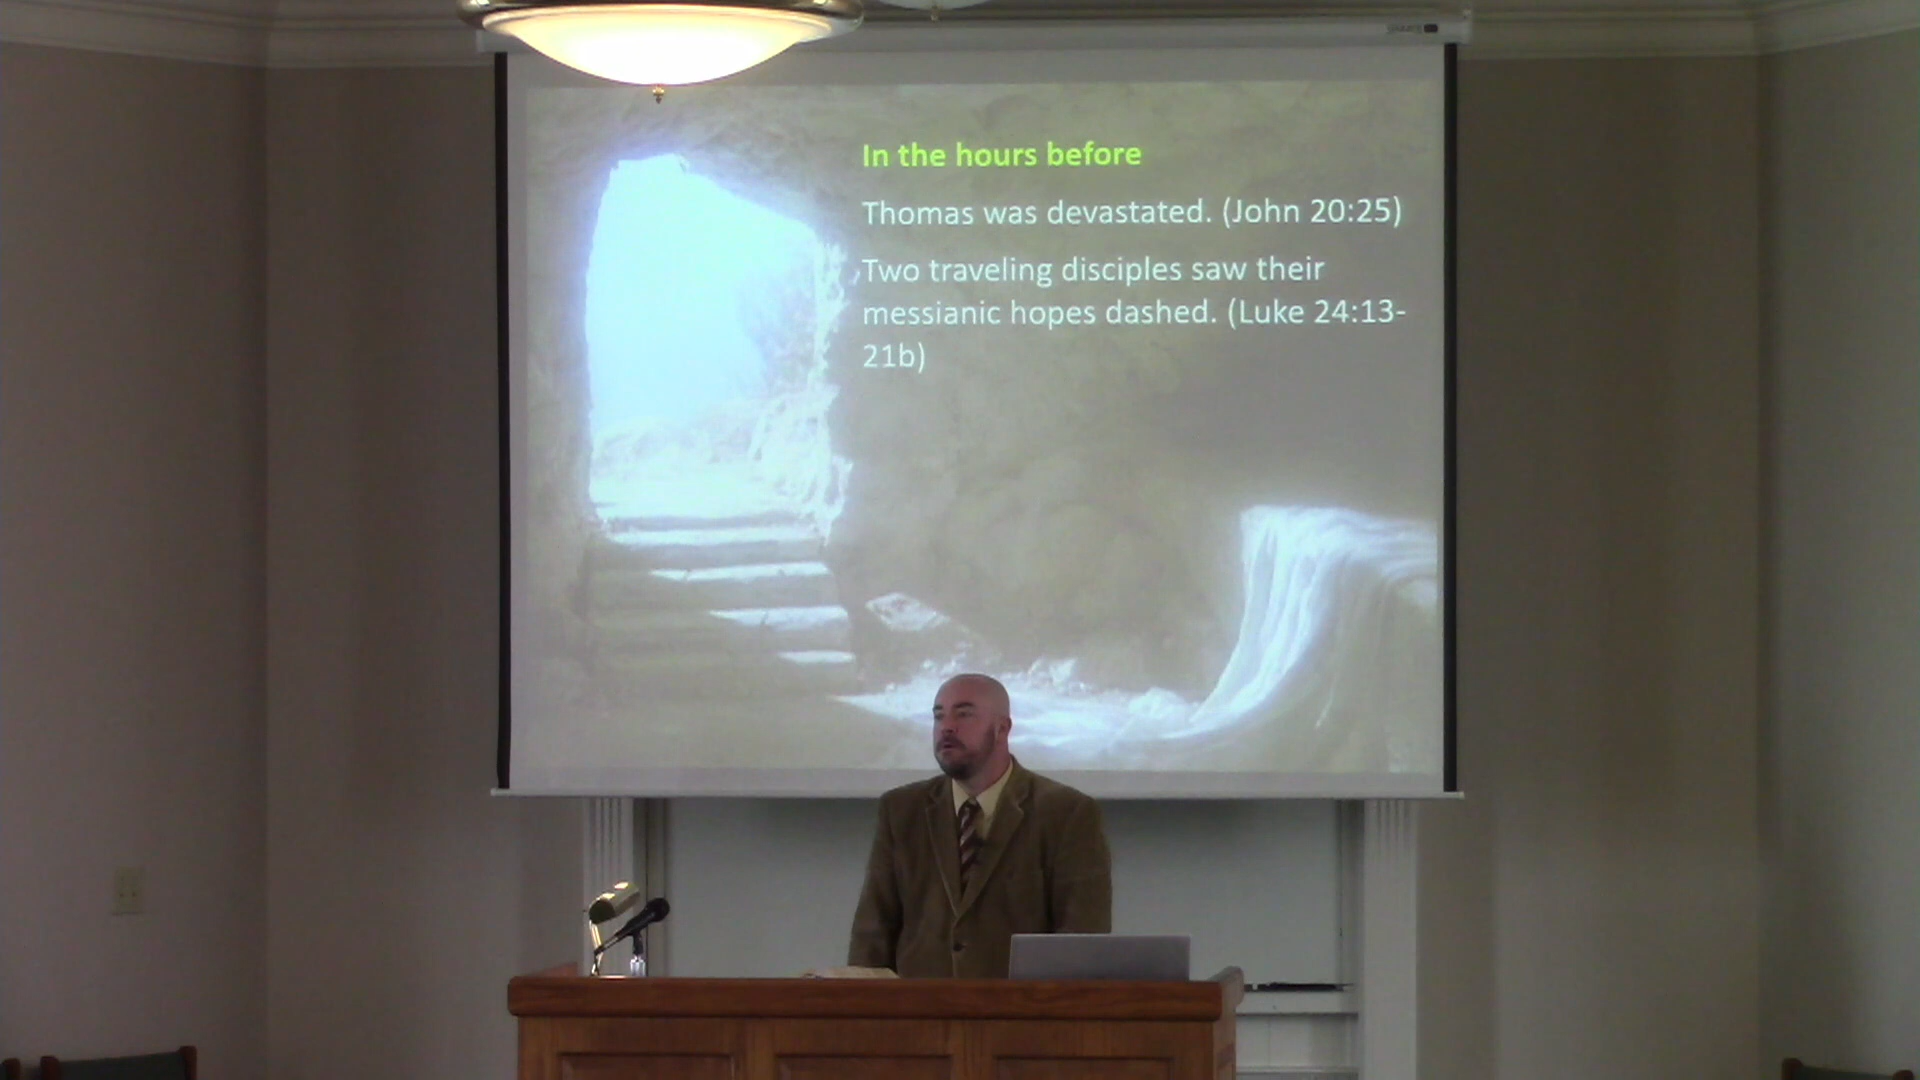 In the hours before
Thomas was devastated. (John 20:25)
Two traveling disciples saw their
messianic hopes dashed. (Luke 24:13-
21b)